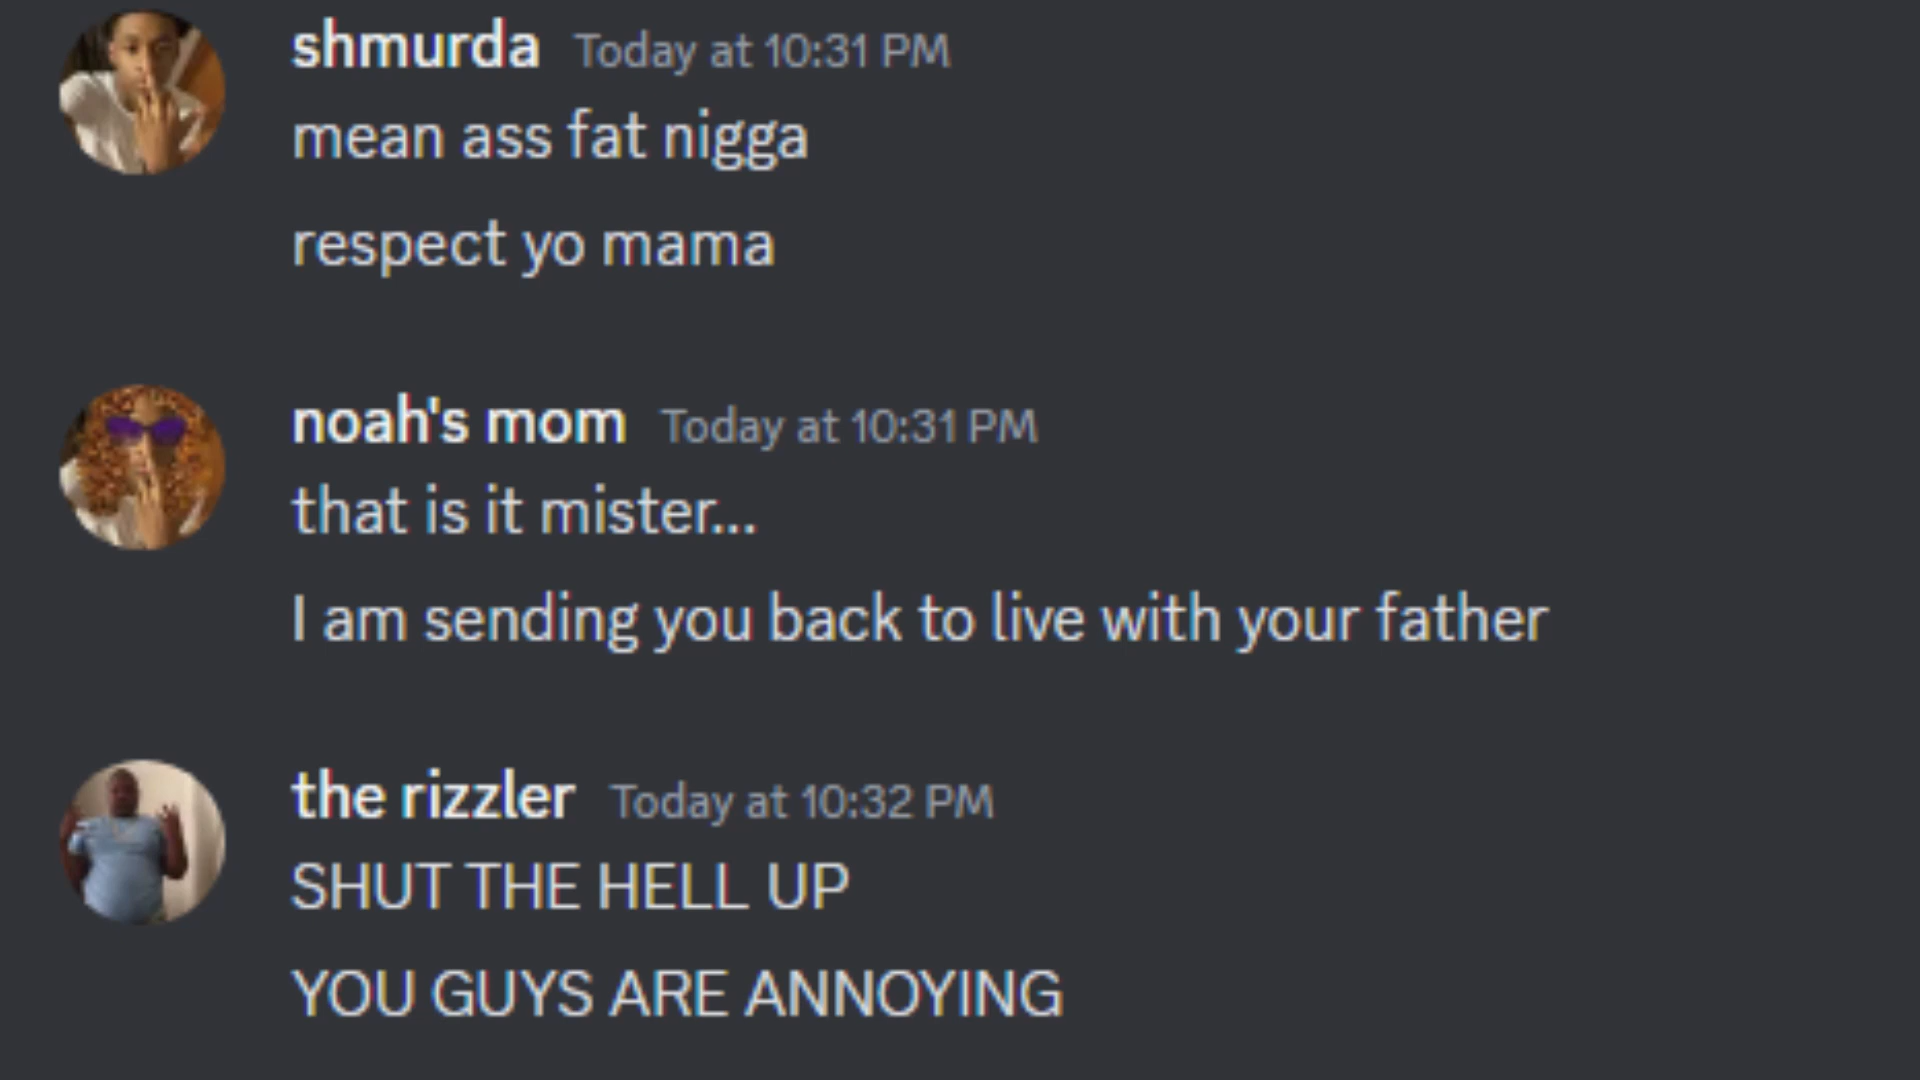 shmurda Today at 10:31 PM
mean ass fat nigga
respect yo mama
noah's mom Today at 10:31 PM
that is it mister...
I am sending you back to live with your father
the rizzler Today at 10:32 PM
SHUT THE HELL UP
YOU GUYS ARE ANNOYING